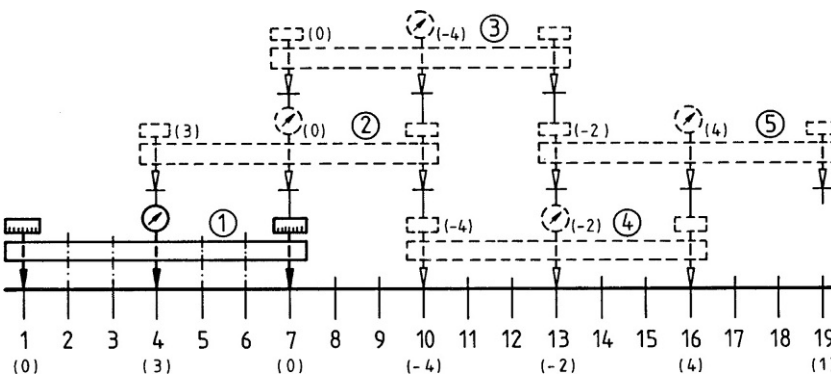 (0) (-4) ③
(3) (0) ② (-2) (4) ⑤
① (-4) (-2) ④
1 2 3 4 5 6 7 8 9 10 11 12 13 14 15 16 17 18 19
(0) (3) (0) (-4) (-2) (4)